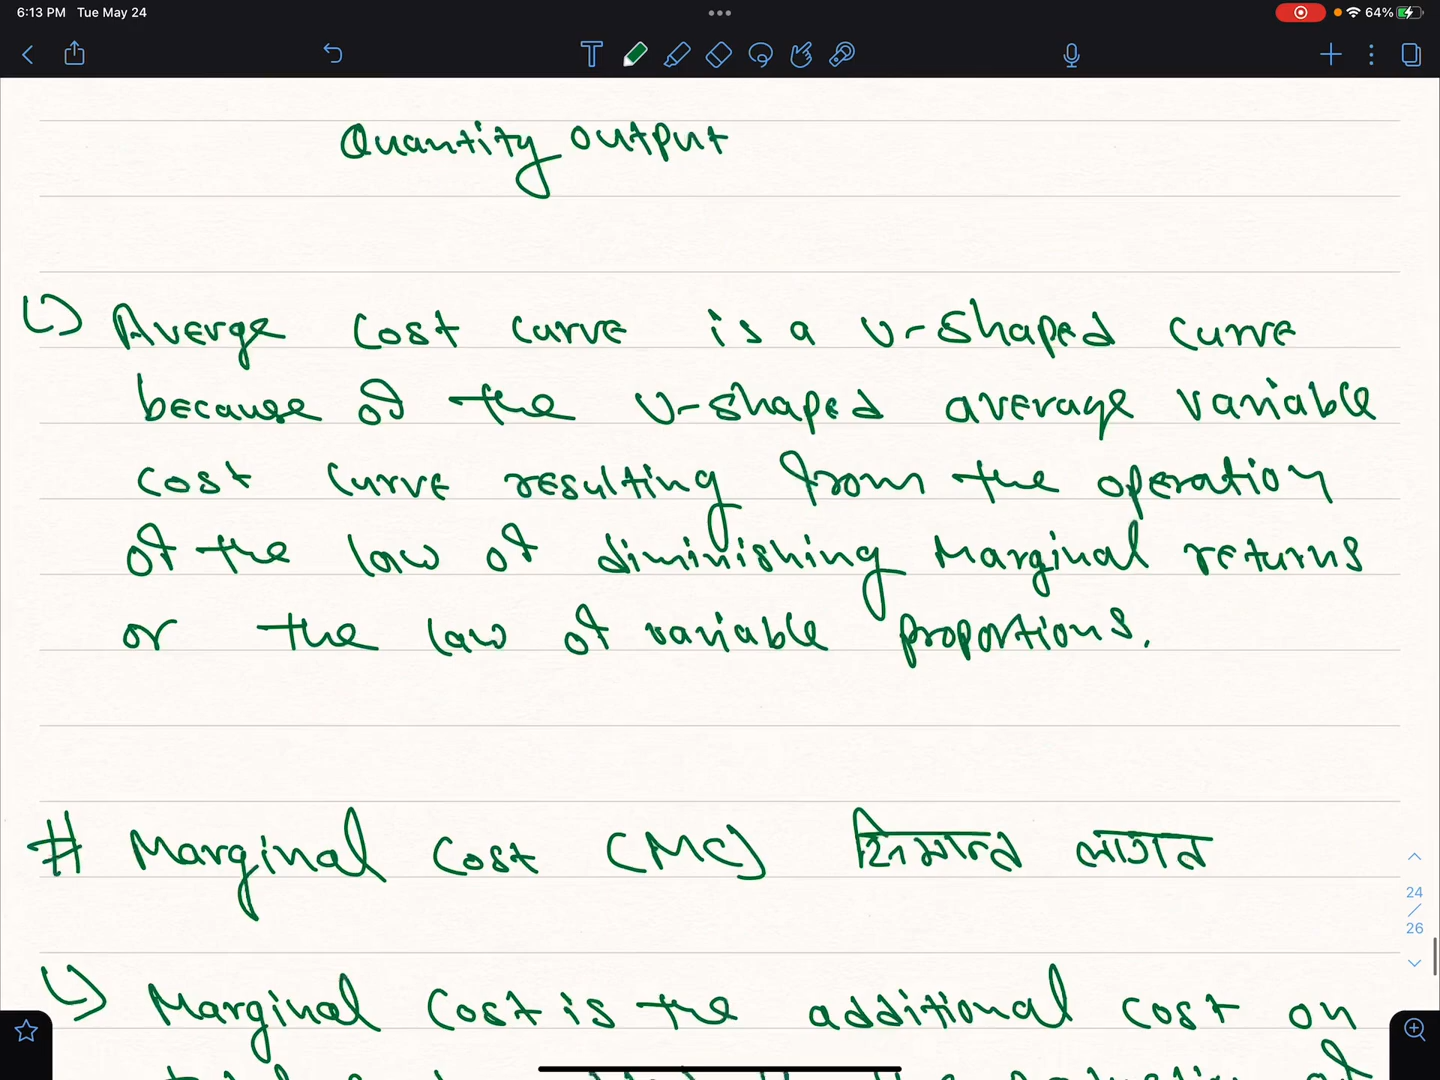 6:13 PM Tue May 24
64%
Quantity output
Averge cost curve is a U-shaped curve
because of the U-shaped average variable
cost curve resulting from the operation
of the law of diminishing Marginal returns
or the law of variable proportions.
# Marginal Cost (MC) सिमान्त लागत
24
/
26
Marginal Cost is the additional cost on